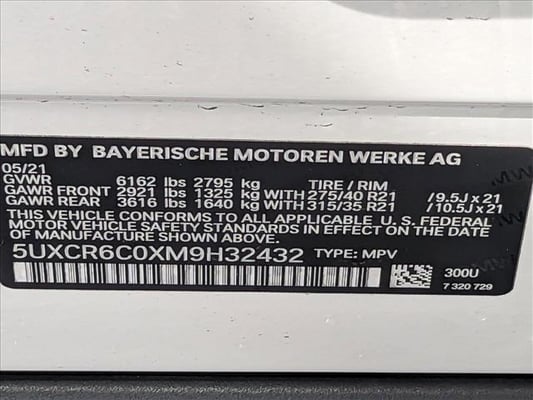 MFD BY BAYERISCHE MOTOREN WERKE AG
05/21
GVWR 6162 lbs 2795 kg TIRE / RIM
GAWR FRONT 2921 lbs 1325 kg WITH 275/40 R21 / 9.5J x 21
GAWR REAR 3616 lbs 1640 kg WITH 315/35 R21 / 10.5J x 21
THIS VEHICLE CONFORMS TO ALL APPLICABLE U. S. FEDERAL
MOTOR VEHICLE SAFETY STANDARDS IN EFFECT ON THE DATE
OF MANUFACTURE SHOWN ABOVE.
5UXCR6C0XM9H32432 TYPE: MPV
300U
7 320 729